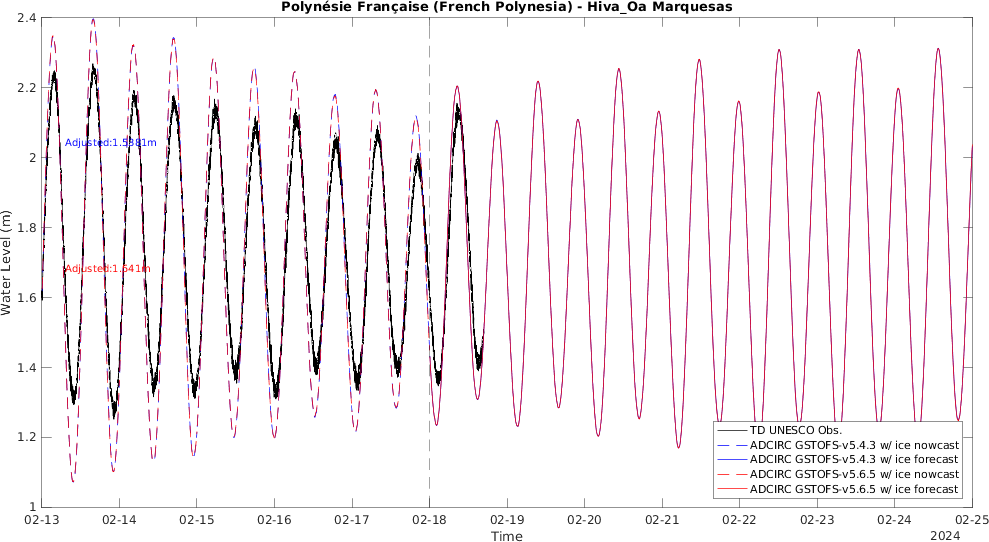 Polynésie Française (French Polynesia) - Hiva_Oa Marquesas
2.4
2.2
2
1.8
1.6
1.4
1.2
1
Water Level (m)
Adjusted:1.5381m
Adjusted:1.641m
TD UNESCO Obs.
ADCIRC GSTOFS-v5.4.3 w/ ice nowcast
ADCIRC GSTOFS-v5.4.3 w/ ice forecast
ADCIRC GSTOFS-v5.6.5 w/ ice nowcast
ADCIRC GSTOFS-v5.6.5 w/ ice forecast
02-13 02-14 02-15 02-16 02-17 02-18 02-19 02-20 02-21 02-22 02-23 02-24 02-25
Time
2024